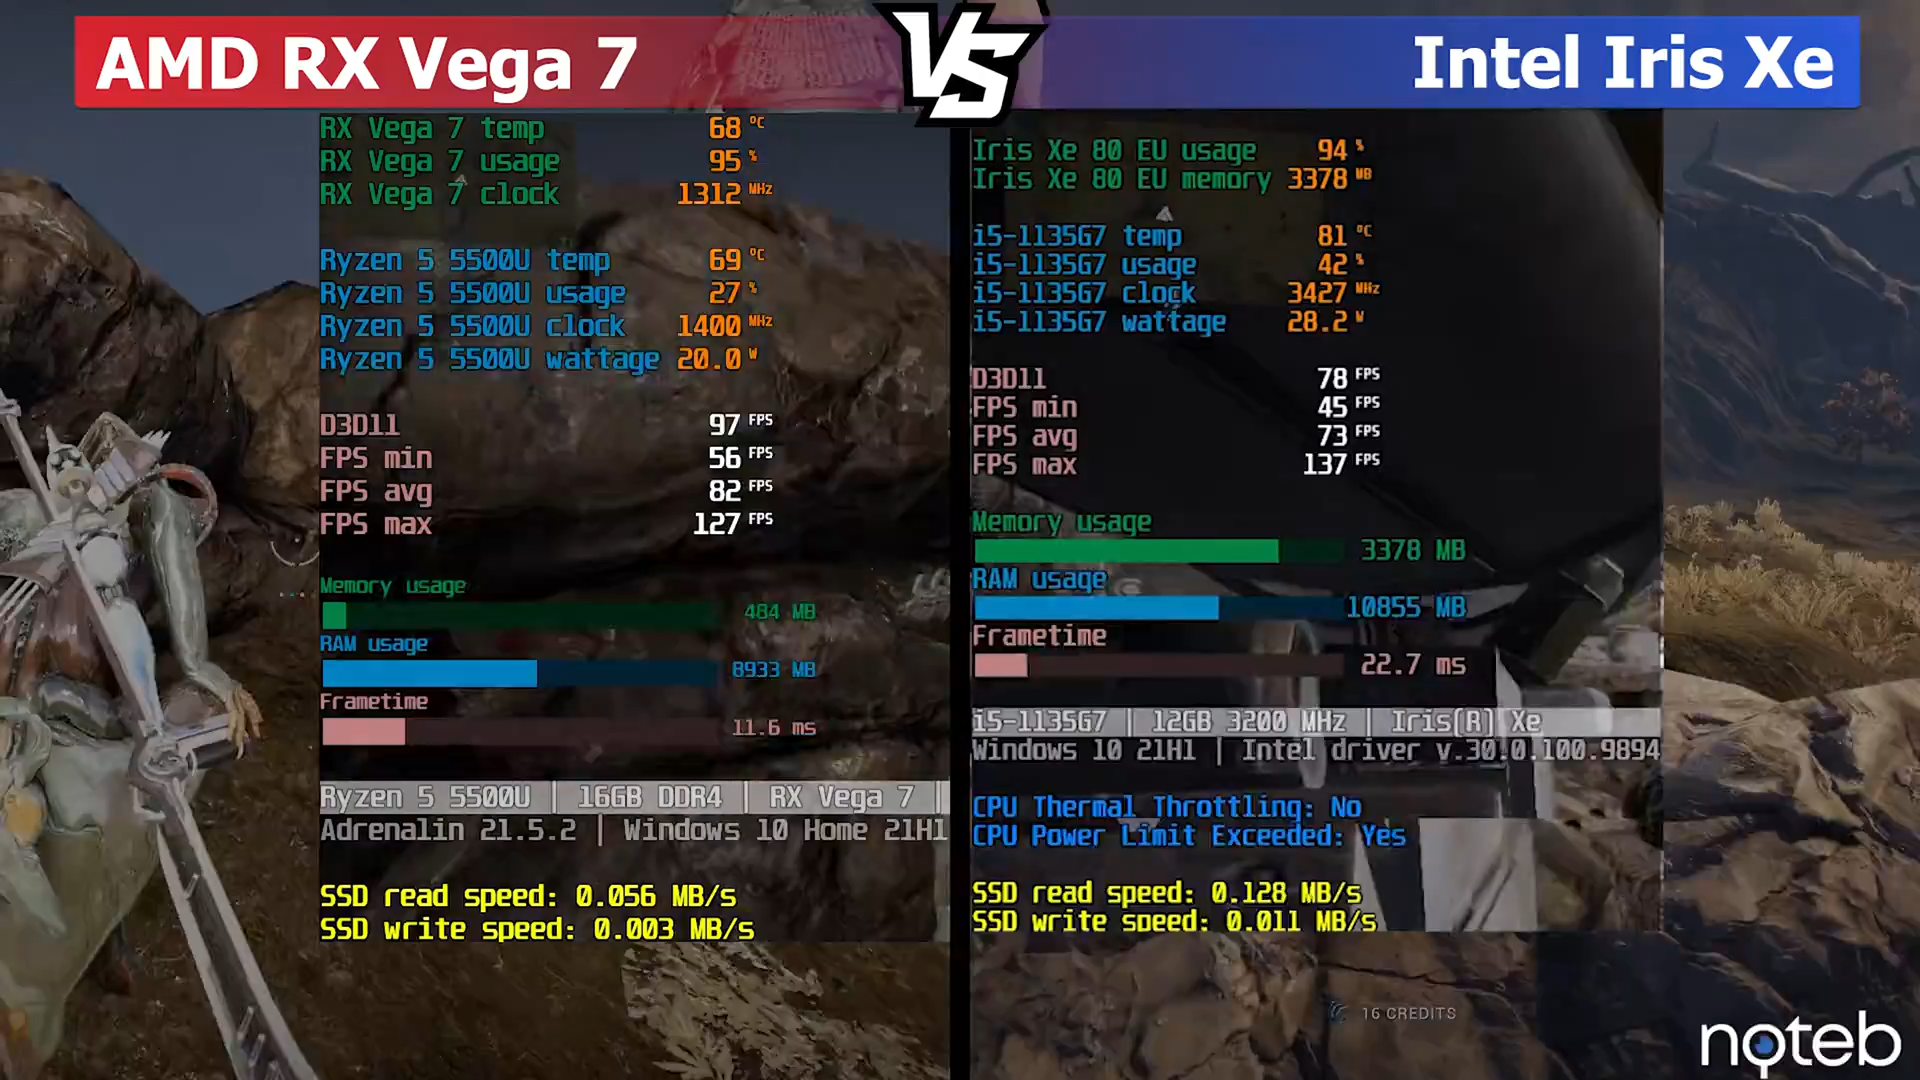 AMD RX Vega 7
VS
Intel Iris Xe
RX Vega 7 temp 68 °C
RX Vega 7 usage 95 %
RX Vega 7 clock 1312 MHz
Ryzen 5 5500U temp 69 °C
Ryzen 5 5500U usage 27 %
Ryzen 5 5500U clock 1400 MHz
Ryzen 5 5500U wattage 20.0 W
D3D11 97 FPS
FPS min 56 FPS
FPS avg 82 FPS
FPS max 127 FPS
Memory usage
484 MB
RAM usage
8933 MB
Frametime
11.6 ms
Ryzen 5 5500U | 16GB DDR4 | RX Vega 7 |
Adrenalin 21.5.2 | Windows 10 Home 21H1
SSD read speed: 0.056 MB/s
SSD write speed: 0.003 MB/s
Iris Xe 80 EU usage 94 %
Iris Xe 80 EU memory 3378 MB
i5-1135G7 temp 81 °C
i5-1135G7 usage 42 %
i5-1135G7 clock 3427 MHz
i5-1135G7 wattage 28.2 W
D3D11 78 FPS
FPS min 45 FPS
FPS avg 73 FPS
FPS max 137 FPS
Memory usage
3378 MB
RAM usage
10855 MB
Frametime
22.7 ms
i5-1135G7 | 12GB 3200 MHz | Iris(R) Xe
Windows 10 21H1 | Intel driver v.30.0.100.9894
CPU Thermal Throttling: No
CPU Power Limit Exceeded: Yes
SSD read speed: 0.128 MB/s
SSD write speed: 0.011 MB/s
16 CREDITS
noteb